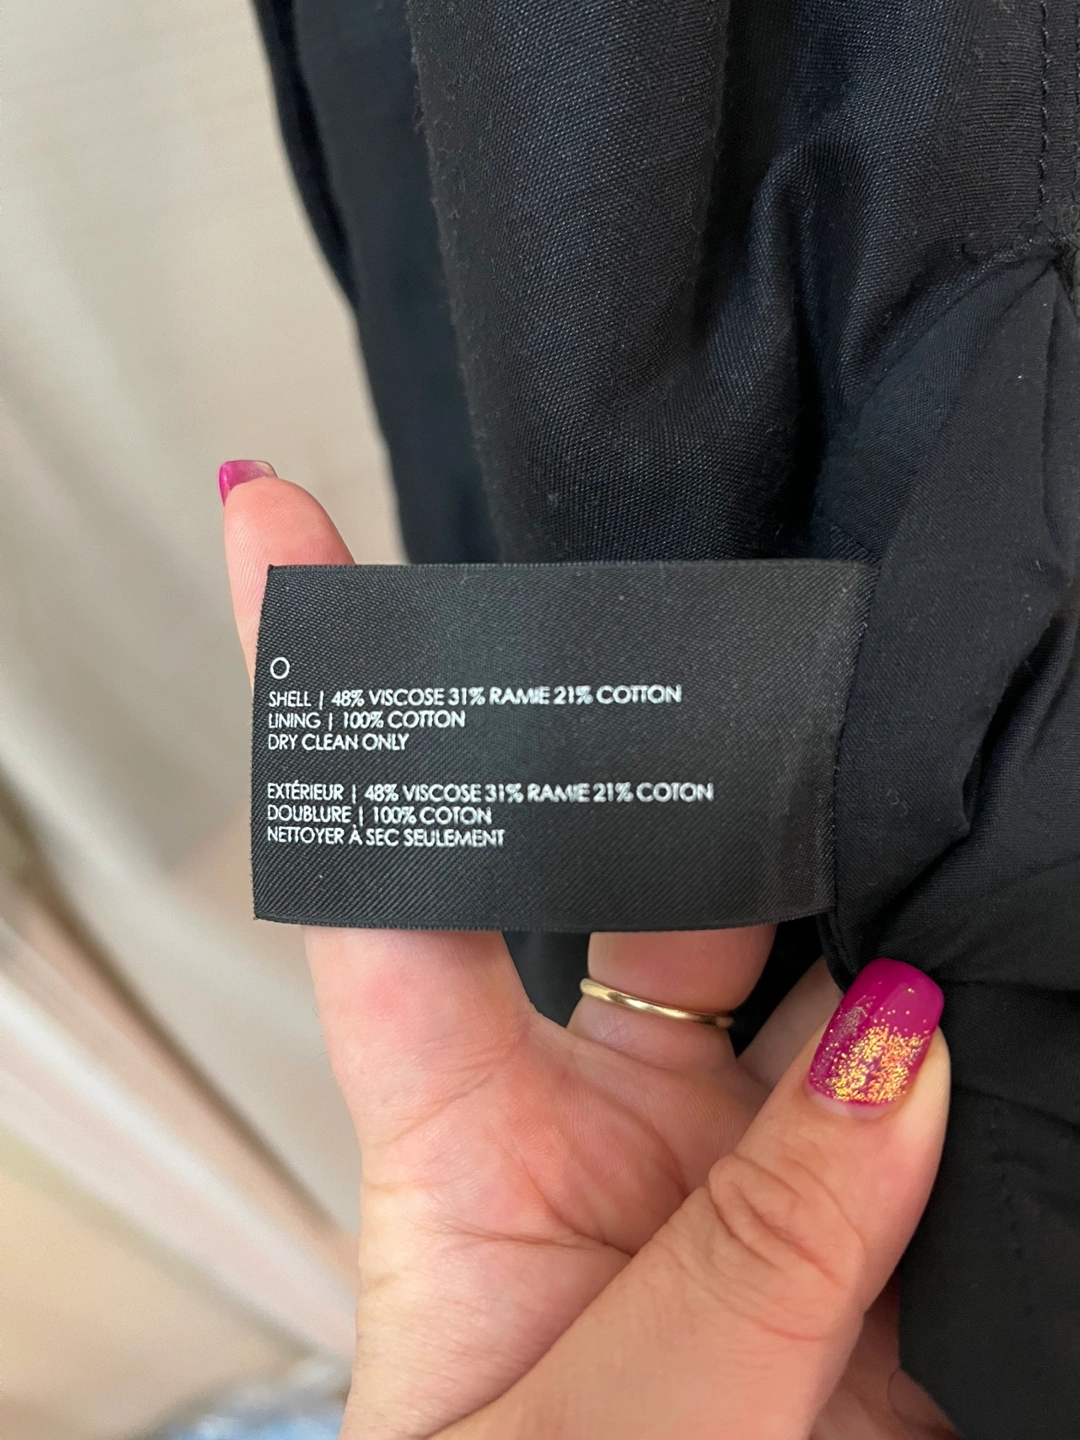 SHELL | 48% VISCOSE 31% RAMIE 21% COTTON
LINING | 100% COTTON
DRY CLEAN ONLY
EXTÉRIEUR | 48% VISCOSE 31% RAMIE 21% COTON
DOUBLURE | 100% COTON
NETTOYER À SEC SEULEMENT